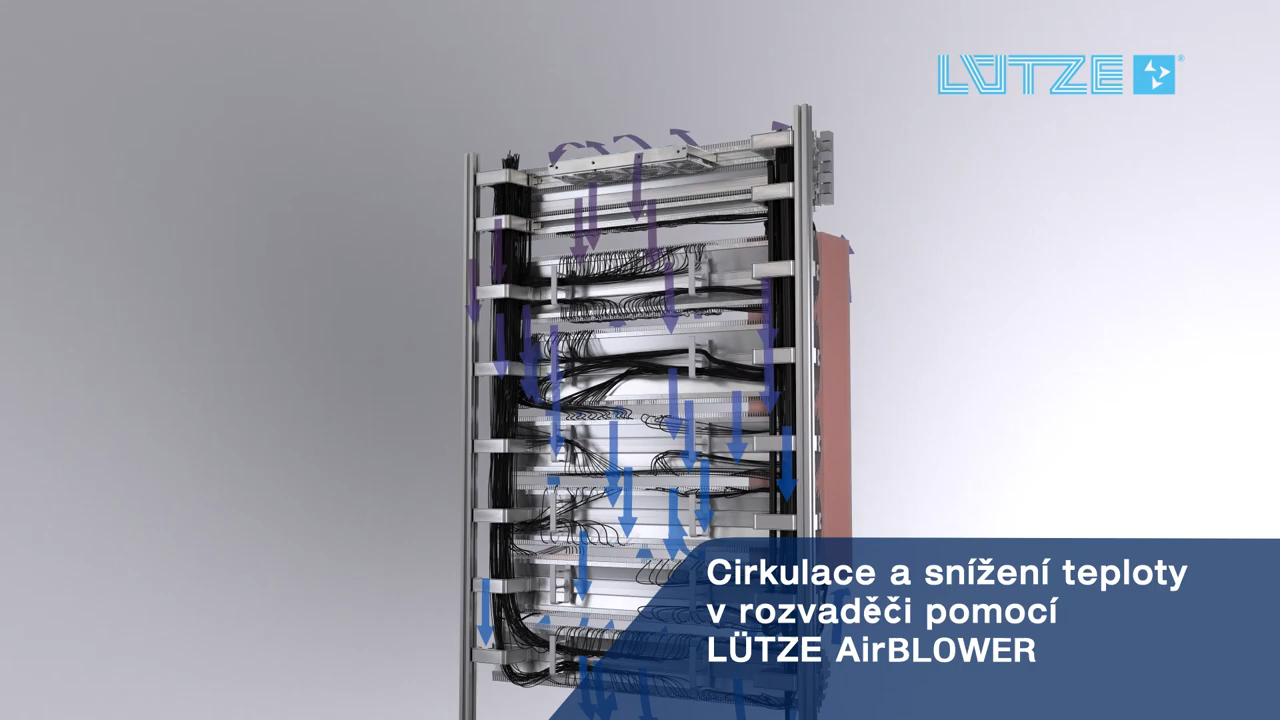 LÜTZE ®
Cirkulace a snížení teploty
v rozvaděči pomocí
LÜTZE AirBLOWER